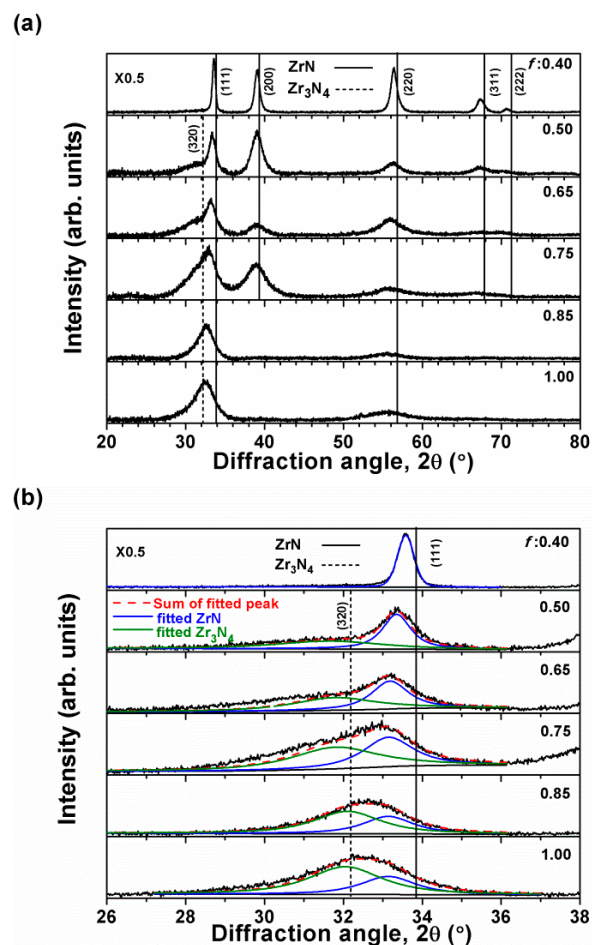 (a)
X0.5
ZrN
Zr₃N₄
(111)
(200)
(220)
(311)
(222)
f:0.40
(320)
0.50
0.65
0.75
0.85
1.00
Intensity (arb. units)
20 30 40 50 60 70 80
Diffraction angle, 2θ (°)
(b)
X0.5
ZrN
Zr₃N₄
(111)
f:0.40
Sum of fitted peak
fitted ZrN
fitted Zr₃N₄
(320)
0.50
0.65
0.75
0.85
1.00
Intensity (arb. units)
26 28 30 32 34 36 38
Diffraction angle, 2θ (°)